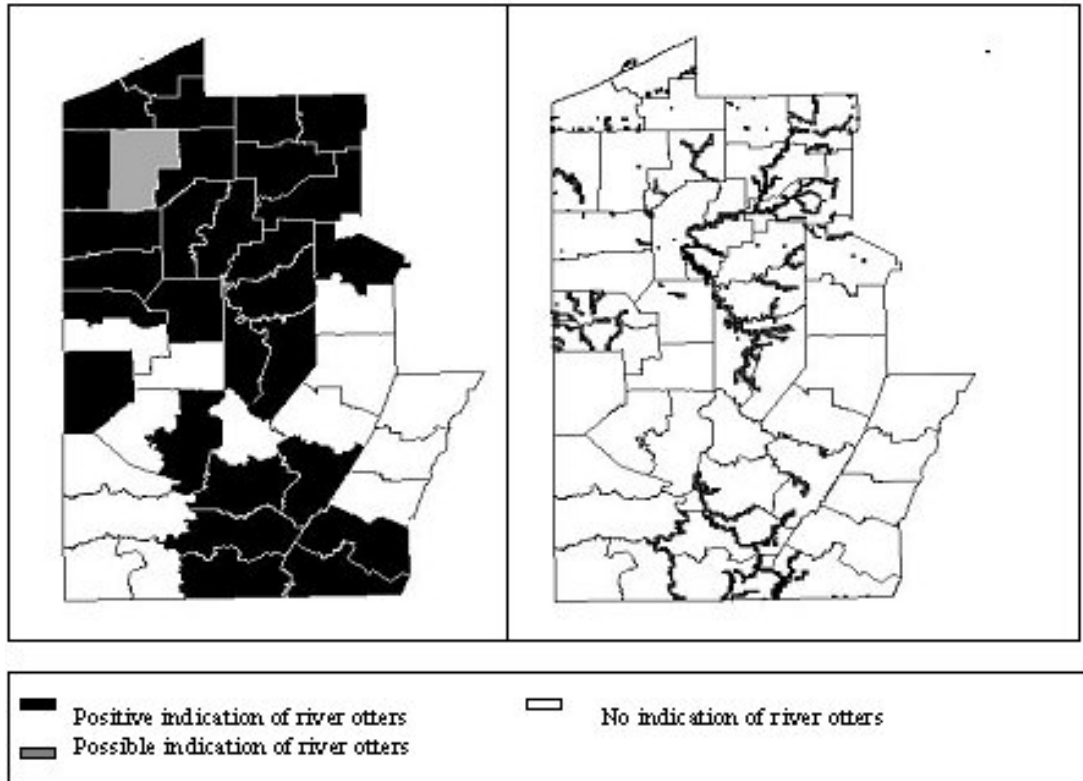 Positive indication of river otters
No indication of river otters
Possible indication of river otters